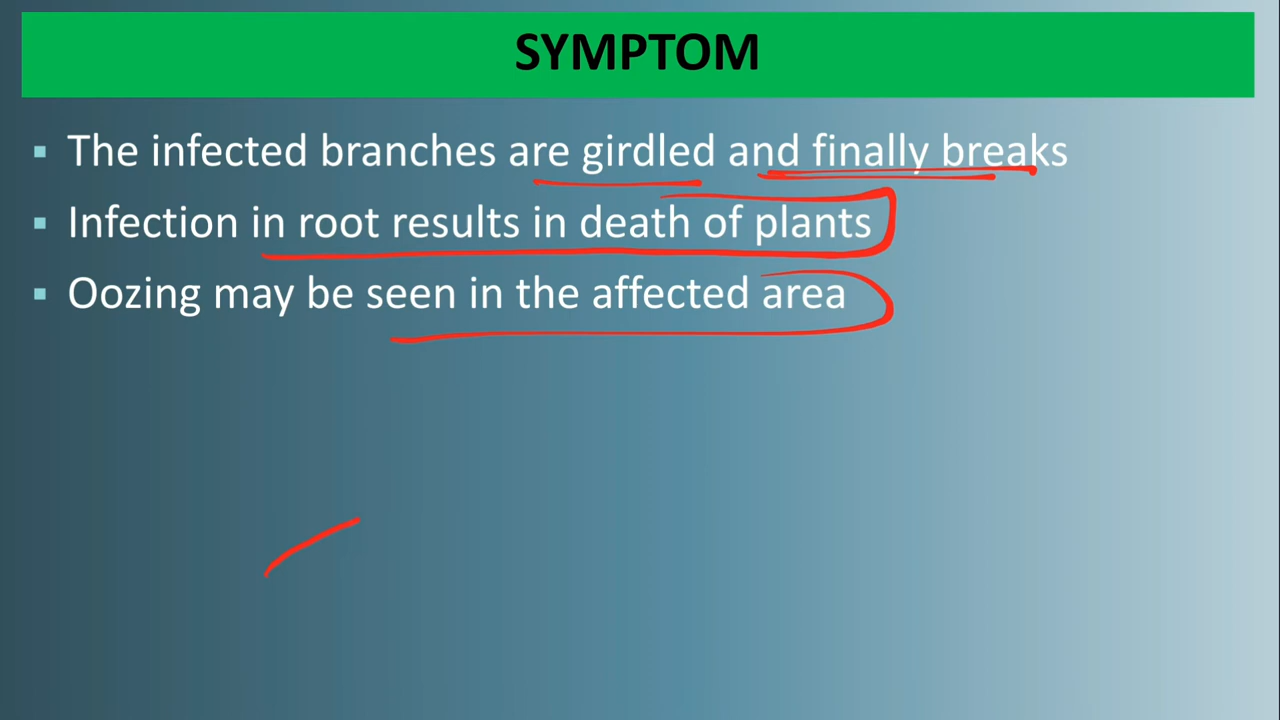 SYMPTOM
▪ The infected branches are girdled and finally breaks
▪ Infection in root results in death of plants
▪ Oozing may be seen in the affected area